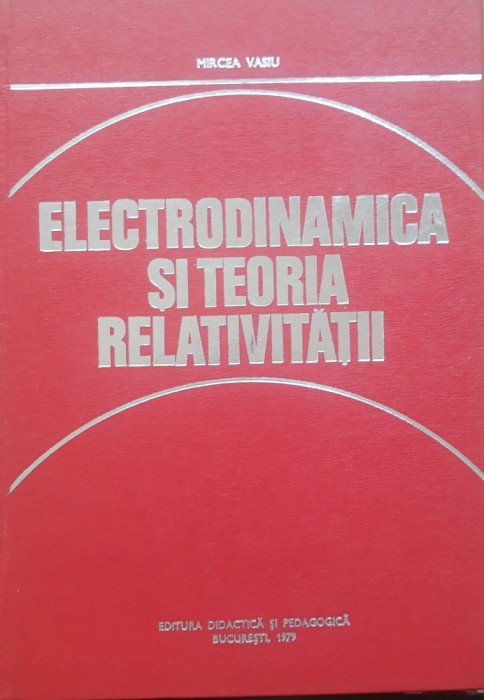 MIRCEA VASIU
ELECTRODINAMICA
ȘI TEORIA
RELATIVITĂȚII
EDITURA DIDACTICĂ ȘI PEDAGOGICĂ
BUCUREȘTI, 1979